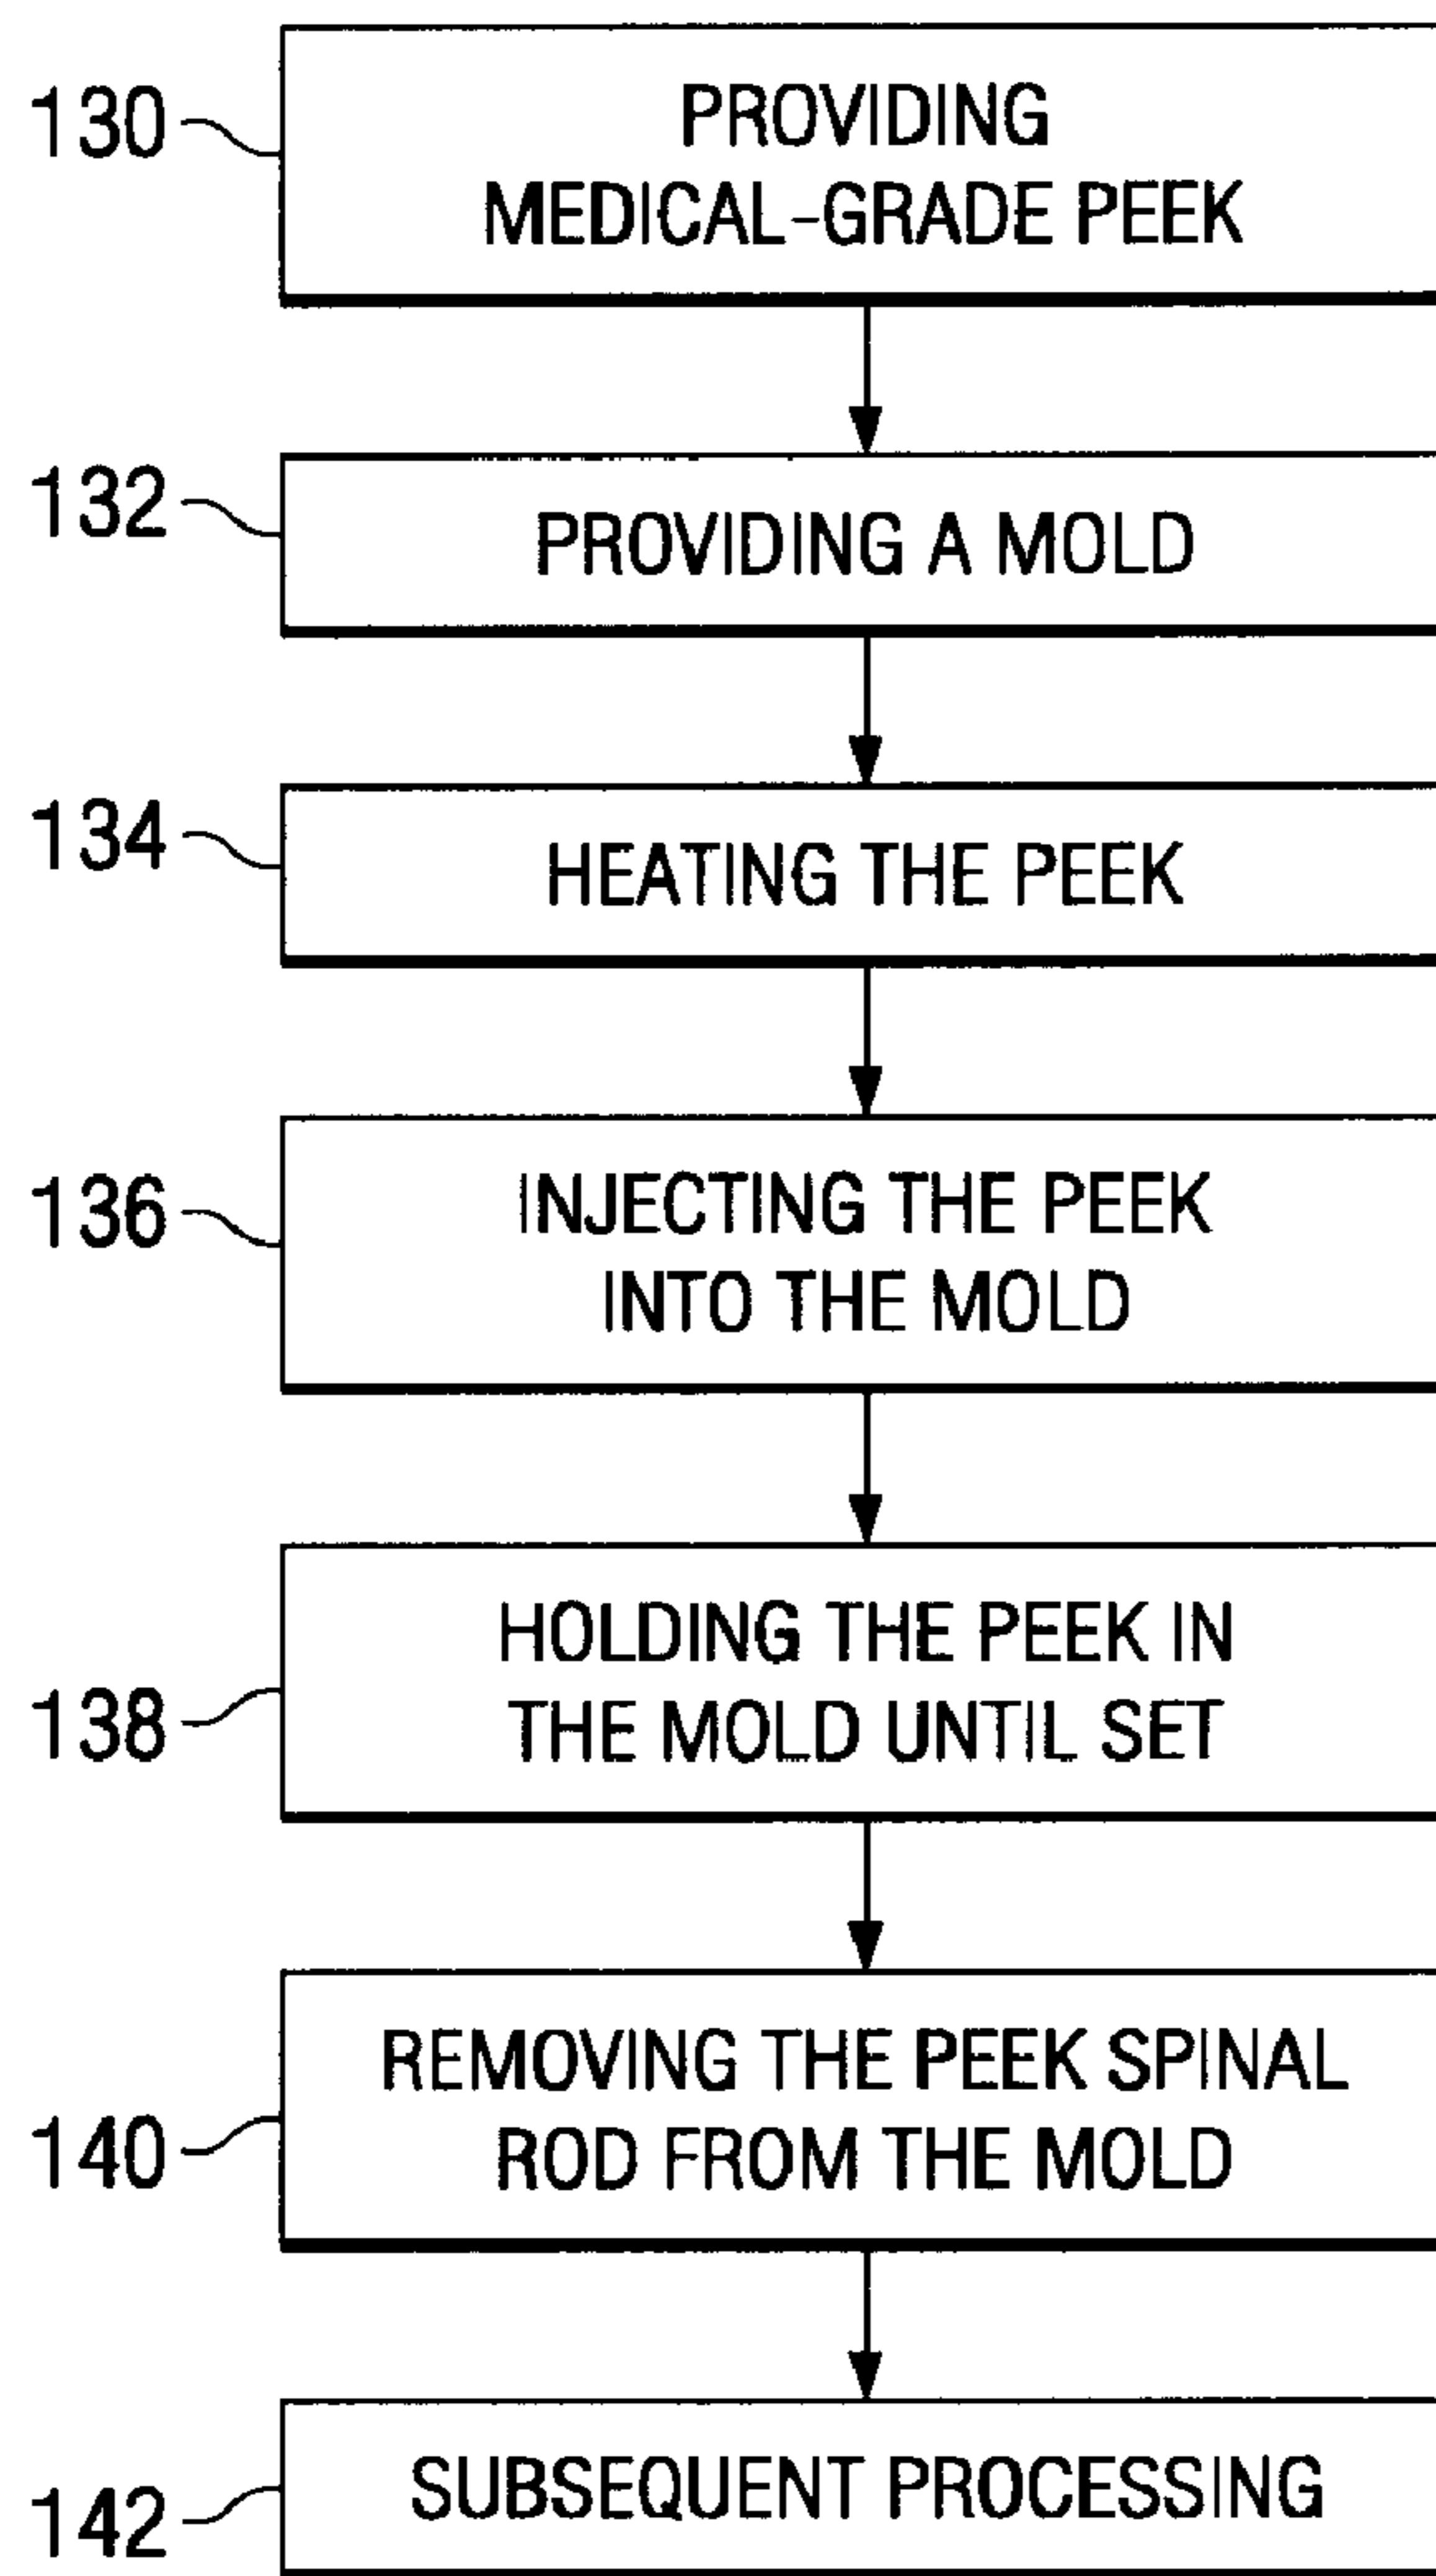 130
PROVIDING
MEDICAL-GRADE PEEK
132
PROVIDING A MOLD
134
HEATING THE PEEK
136
INJECTING THE PEEK
INTO THE MOLD
138
HOLDING THE PEEK IN
THE MOLD UNTIL SET
140
REMOVING THE PEEK SPINAL
ROD FROM THE MOLD
142
SUBSEQUENT PROCESSING